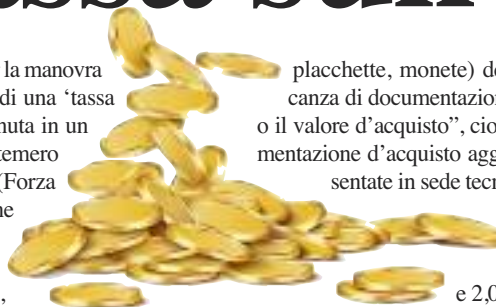 la manovra
di una ‘tassa
nuta in un
temero
(Forza
ne
,
placchette, monete) de
canza di documentazion
o il valore d’acquisto”, cio
mentazione d’acquisto agg
sentate in sede tecn
e 2,0